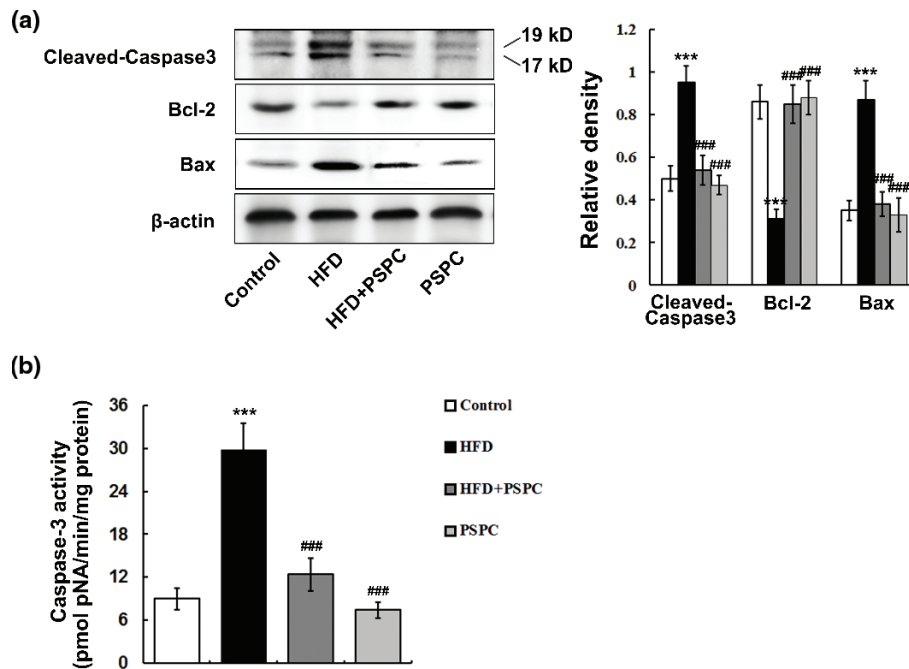 (a)
Cleaved-Caspase3
19 kD
17 kD
Bcl-2
Bax
β-actin
Control
HFD
HFD+PSPC
PSPC
Relative density
1.2
1
0.8
0.6
0.4
0.2
0
***
###
###
***
###
###
***
###
###
Cleaved-
Caspase3
Bcl-2
Bax
(b)
Caspase-3 activity
(pmol pNA/min/mg protein)
36
30
24
18
12
6
0
***
###
###
Control
HFD
HFD+PSPC
PSPC